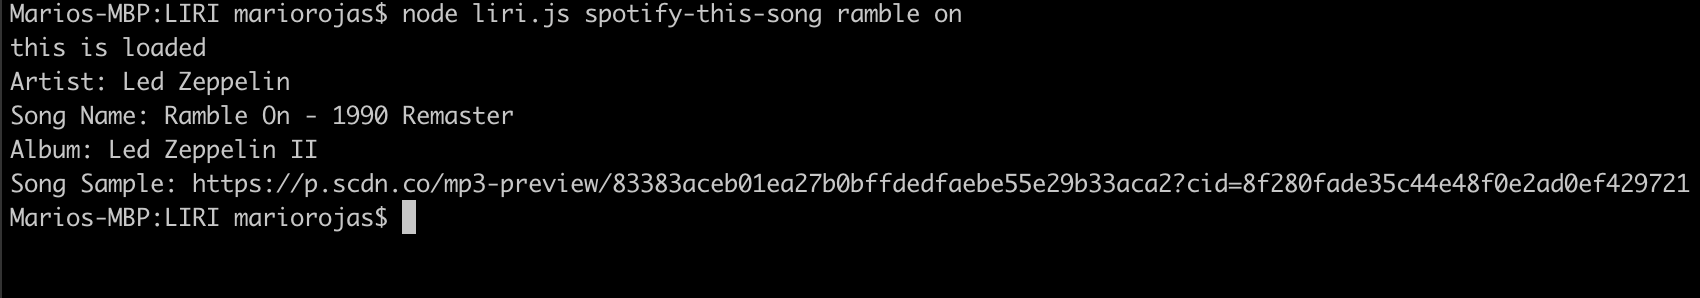 Marios-MBP:LIRI mariorojas$ node liri.js spotify-this-song ramble on
this is loaded
Artist: Led Zeppelin
Song Name: Ramble On - 1990 Remaster
Album: Led Zeppelin II
Song Sample: https://p.scdn.co/mp3-preview/83383aceb01ea27b0bffdedfaebe55e29b33aca2?cid=8f280fade35c44e48f0e2ad0ef429721
Marios-MBP:LIRI mariorojas$